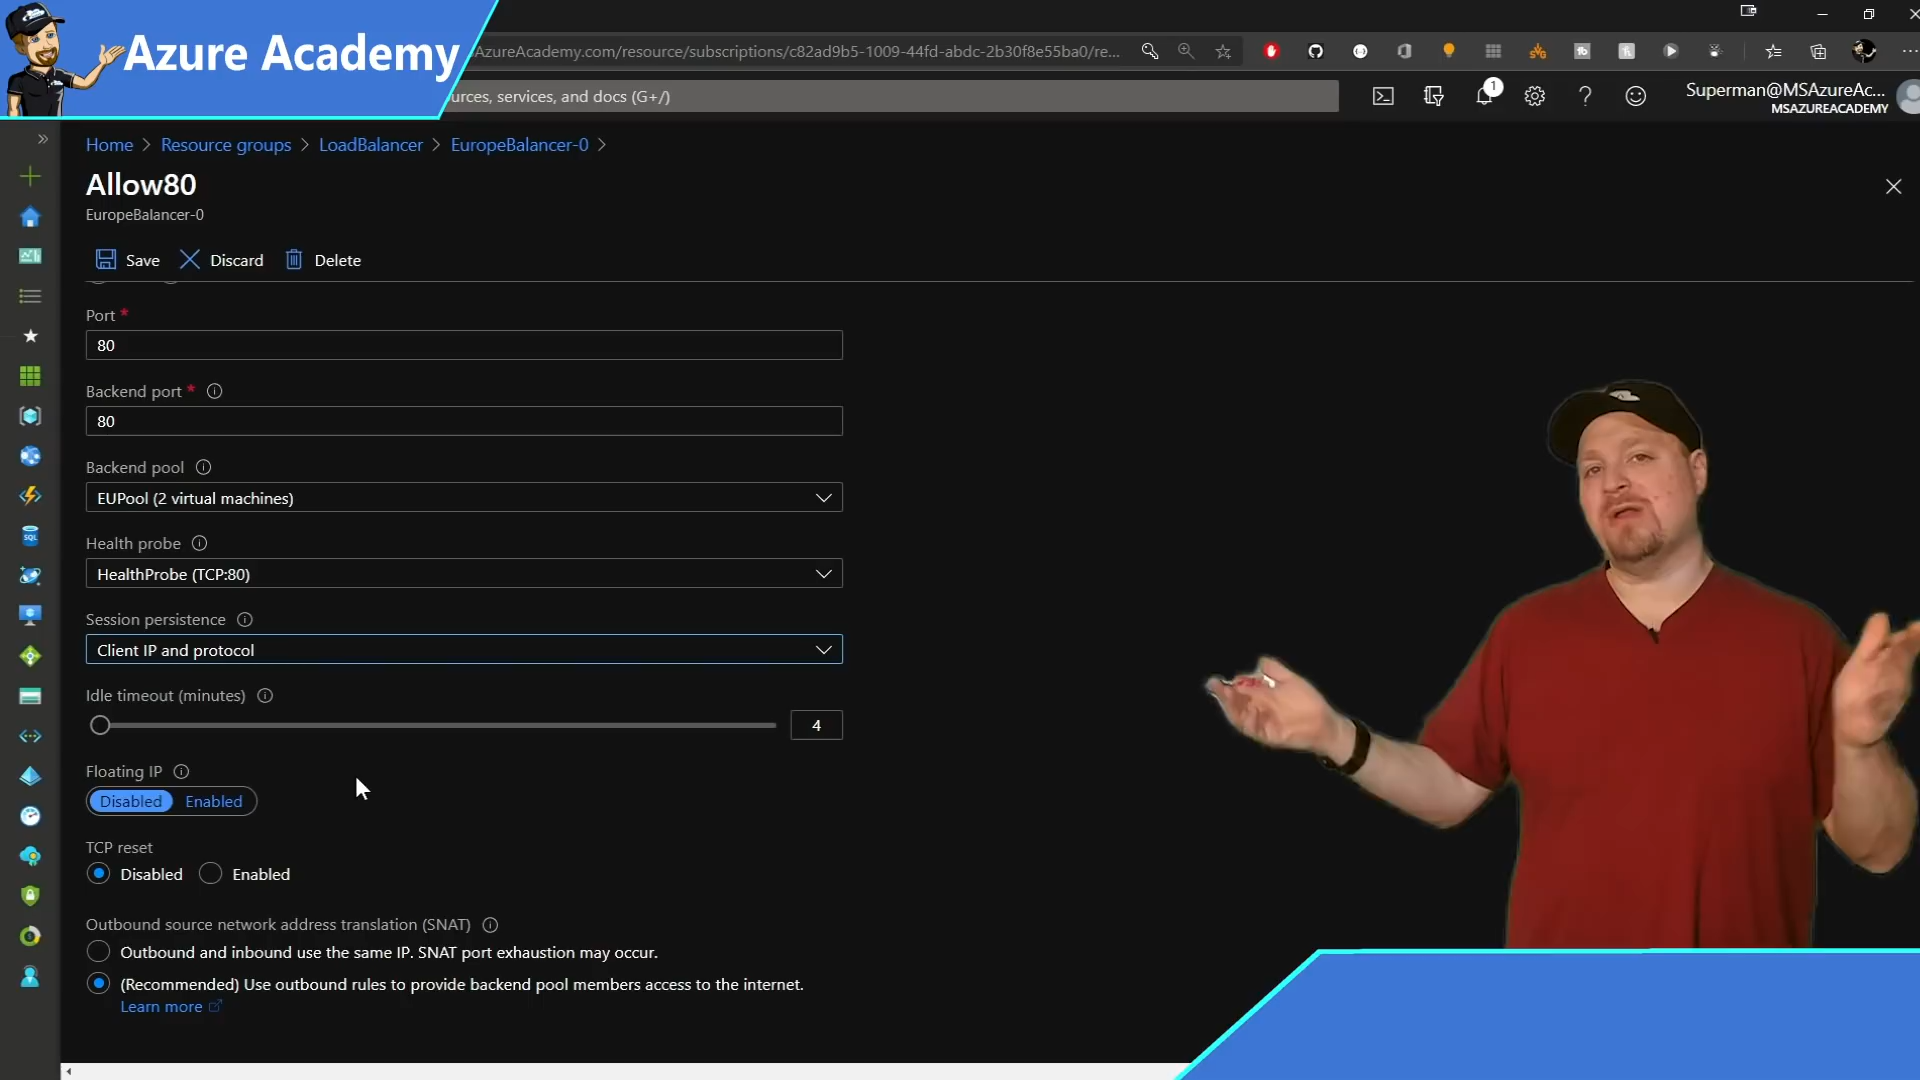 Azure Academy
AzureAcademy.com/resource/subscriptions/c82ad9b5-1009-44fd-abdc-2b30f8e55ba0/re...
urces, services, and docs (G+/)
1
Superman@MSAzureAc...
MSAZUREACADEMY
Home > Resource groups > LoadBalancer > EuropeBalancer-0 >
Allow80
EuropeBalancer-0
Save Discard Delete
Port *
80
Backend port *
80
Backend pool
EUPool (2 virtual machines)
Health probe
HealthProbe (TCP:80)
Session persistence
Client IP and protocol
Idle timeout (minutes)
4
Floating IP
Disabled Enabled
TCP reset
Disabled Enabled
Outbound source network address translation (SNAT)
Outbound and inbound use the same IP. SNAT port exhaustion may occur.
(Recommended) Use outbound rules to provide backend pool members access to the internet.
Learn more
SQL